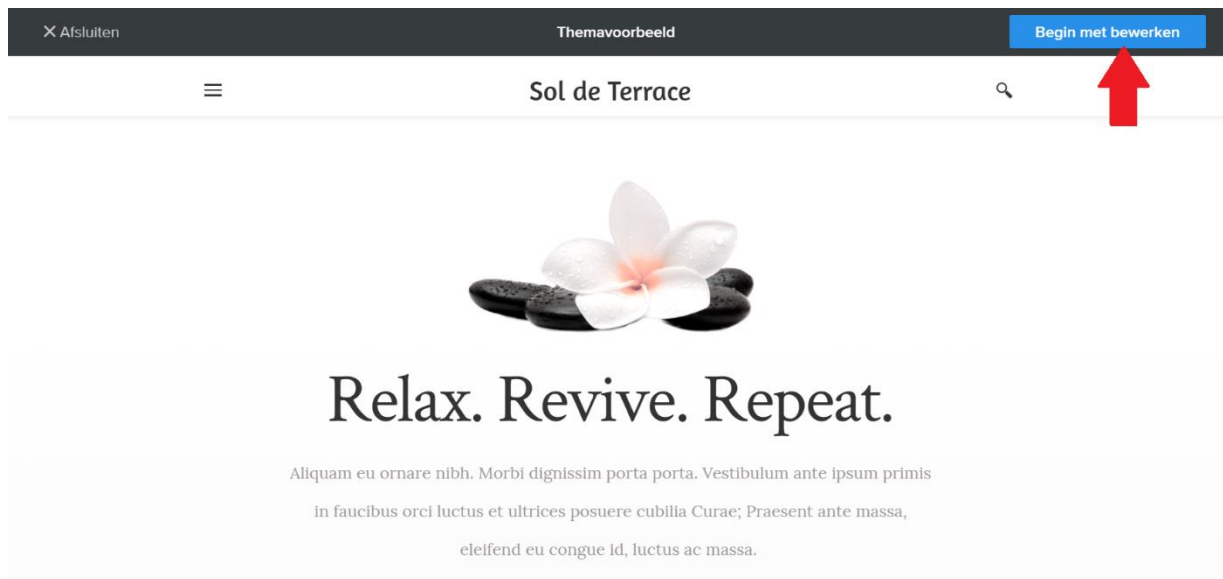 Afsluiten
Themavoorbeeld
Begin met bewerken
Sol de Terrace
Relax. Revive. Repeat.
Aliquam eu ornare nibh. Morbi dignissim porta porta. Vestibulum ante ipsum primis
in faucibus orci luctus et ultrices posuere cubilia Curae; Praesent ante massa,
eleifend eu congue id, luctus ac massa.